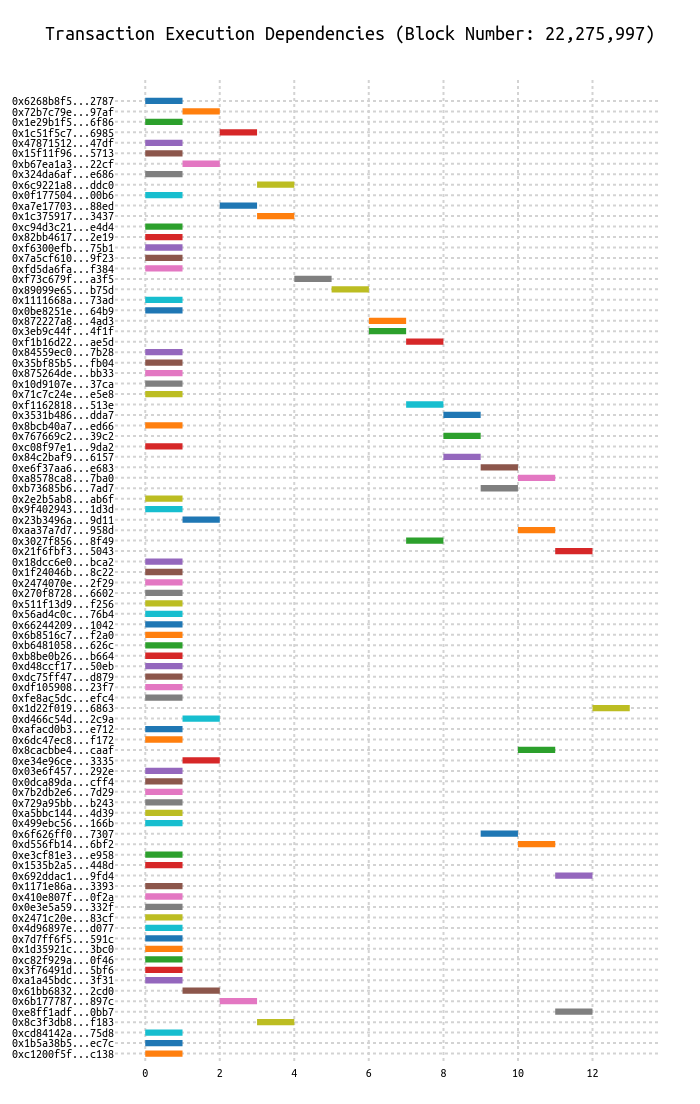 Transaction Execution Dependencies (Block Number: 22,275,997)
0x6268b8f5...2787
0x72b7c79e...97af
0x1e29b1f5...6f86
0x1c51f5c7...6985
0x47871512...47df
0x15f11f96...5713
0xb67ea1a3...22cf
0x324da6af...e686
0x6c9221a8...ddc0
0x0f177504...00b6
0xa7e17703...88ed
0x1c375917...3437
0xc94d3c21...e4d4
0x82bb4617...2e19
0xf6300efb...75b1
0x7a5cf610...9f23
0xfd5da6fa...f384
0xf73c679f...a3f5
0x89099e65...b75d
0x1111668a...73ad
0x0be8251e...64b9
0x872227a8...4ad3
0x3eb9c44f...4f1f
0xf1b16d22...ae5d
0x84559ec0...7b28
0x35bf85b5...fb04
0x875264de...bb33
0x10d9107e...37ca
0x71c7c24e...e5e8
0xf1162818...513e
0x3531b486...dda7
0x8bcb40a7...ed66
0x767669c2...39c2
0xc08f97e1...9da2
0x84c2baf9...6157
0xe6f37aa6...e683
0xa8578ca8...7ba0
0xb73685b6...7ad7
0x2e2b5ab8...ab6f
0x9f402943...1d3d
0x23b3496a...9d11
0xaa37a7d7...958d
0x3027f856...8f49
0x21f6fbf3...5043
0x18dcc6e0...bca2
0x1f24046b...8c22
0x2474070e...2f29
0x270f8728...6602
0x511f13d9...f256
0x56ad4c0c...76b4
0x66244209...1042
0x6b8516c7...f2a0
0xb6481058...626c
0xb8be0b26...b664
0xd48ccf17...50eb
0xdc75ff47...d879
0xdf105908...23f7
0xfe8ac5dc...efc4
0x1d22f019...6863
0xd466c54d...2c9a
0xafacd0b3...e712
0x6dc47ec8...f172
0x8cacbbe4...caaf
0xe34e96ce...3335
0x03e6f457...292e
0x0dca89da...cff4
0x7b2db2e6...7d29
0x729a95bb...b243
0xa5bbc144...4d39
0x499ebc56...166b
0x6f626ff0...7307
0xd556fb14...6bf2
0xe3cf81e3...e958
0x1535b2a5...448d
0x692ddac1...9fd4
0x1171e86a...3393
0x410e807f...0f2a
0x0e3e5a59...332f
0x2471c20e...83cf
0x4d96897e...d077
0x7d7ff6f5...591c
0x1d35921c...3bc0
0xc82f929a...0f46
0x3f76491d...5bf6
0xa1a45bdc...3f31
0x61bb6832...2cd0
0x6b177787...897c
0xe8ff1adf...0bb7
0x8c3f3db8...f183
0xcd84142a...75d8
0x1b5a38b5...ec7c
0xc1200f5f...c138
0 2 4 6 8 10 12